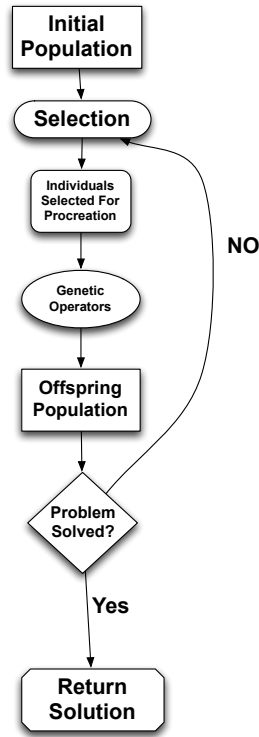 Initial
Population
Selection
Individuals
Selected For
Procreation
NO
Genetic
Operators
Offspring
Population
Problem
Solved?
Yes
Return
Solution